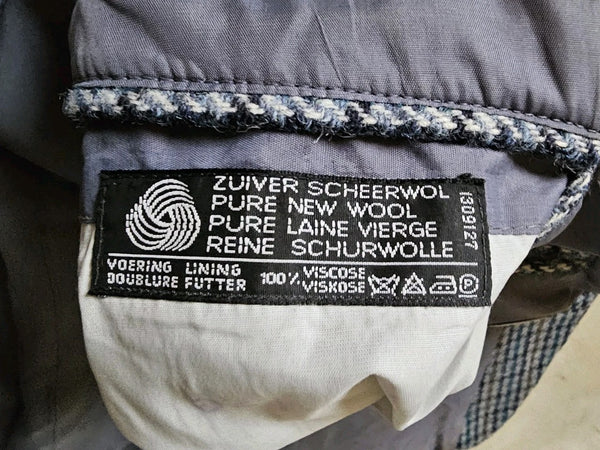 ZUIVER SCHEERWOL
PURE NEW WOOL
PURE LAINE VIERGE
REINE SCHURWOLLE
1309127
VOERING LINING
DOUBLURE FUTTER
100% VISCOSE
VISKOSE
P